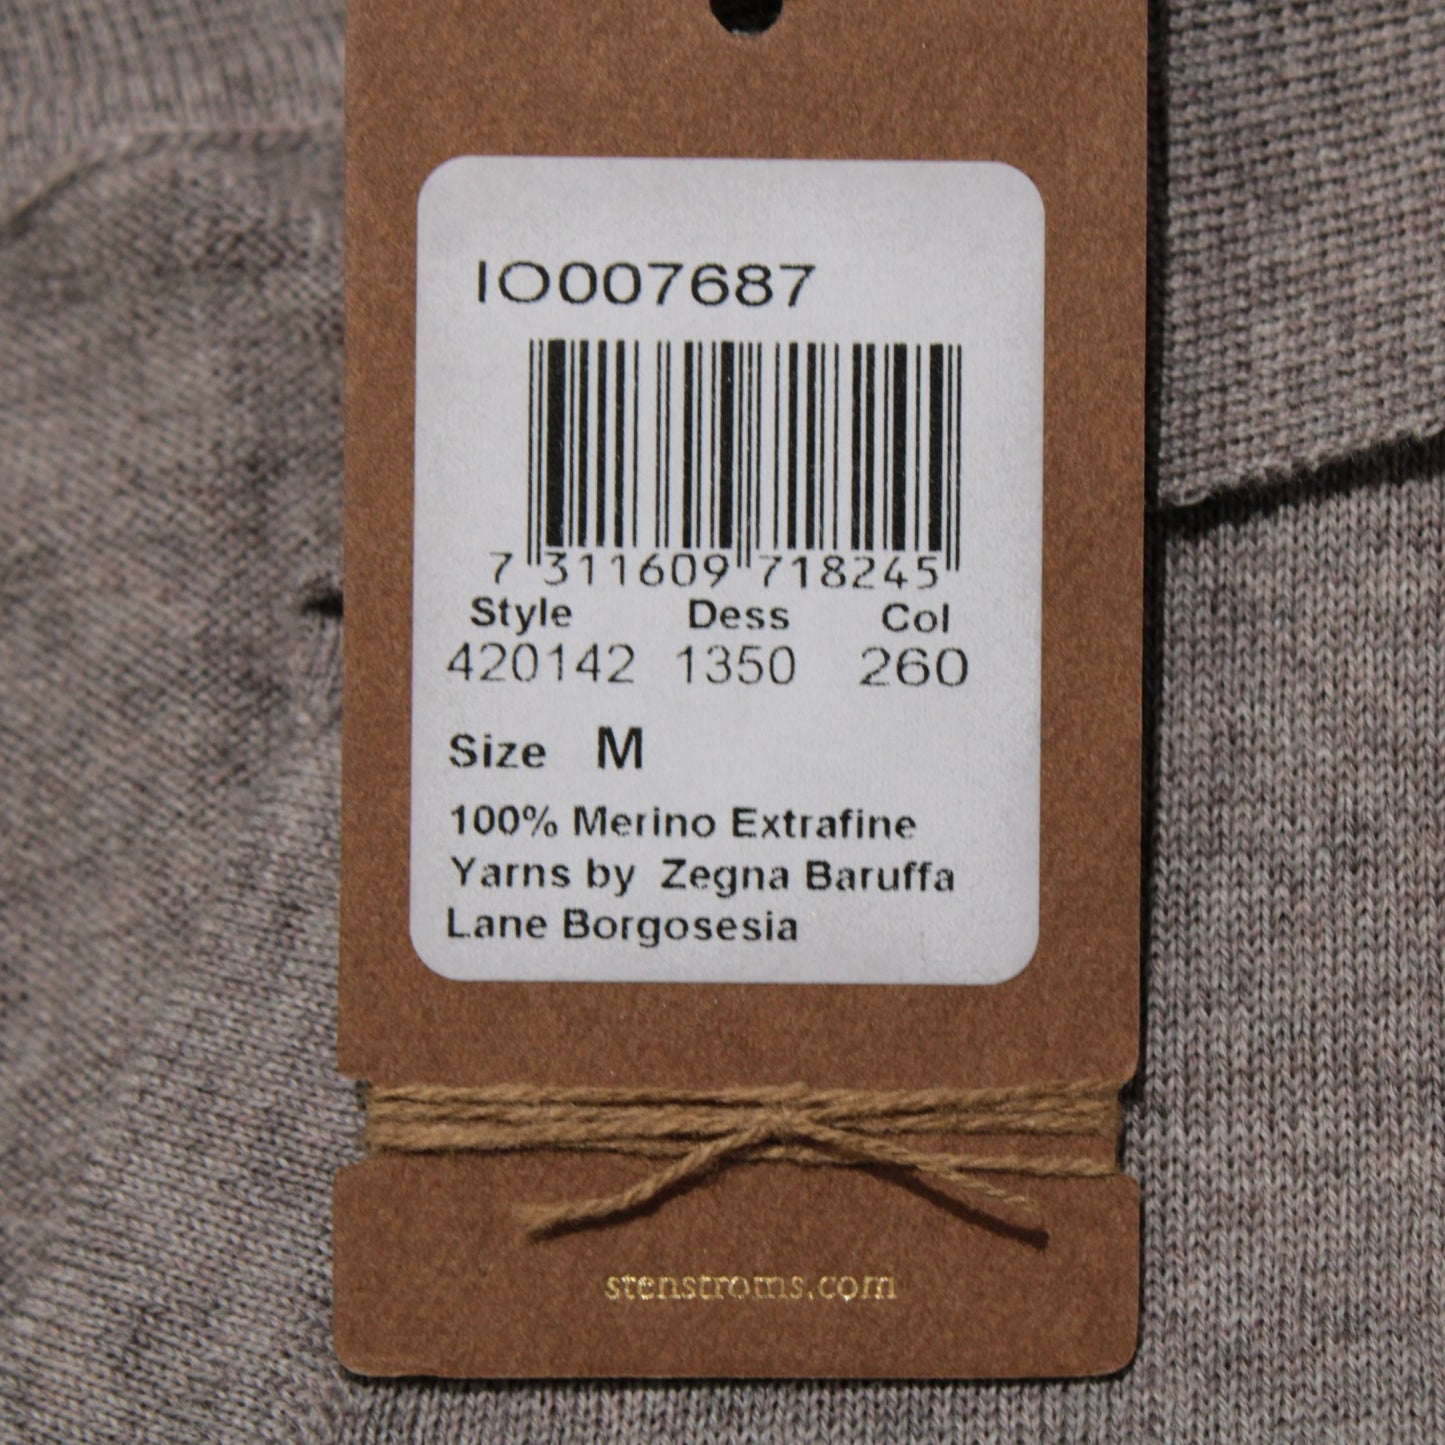 IO007687
7 311609 718245
Style Dess Col
420142 1350 260
Size M
100% Merino Extrafine
Yarns by Zegna Baruffa
Lane Borgosesia
stenstroms.com